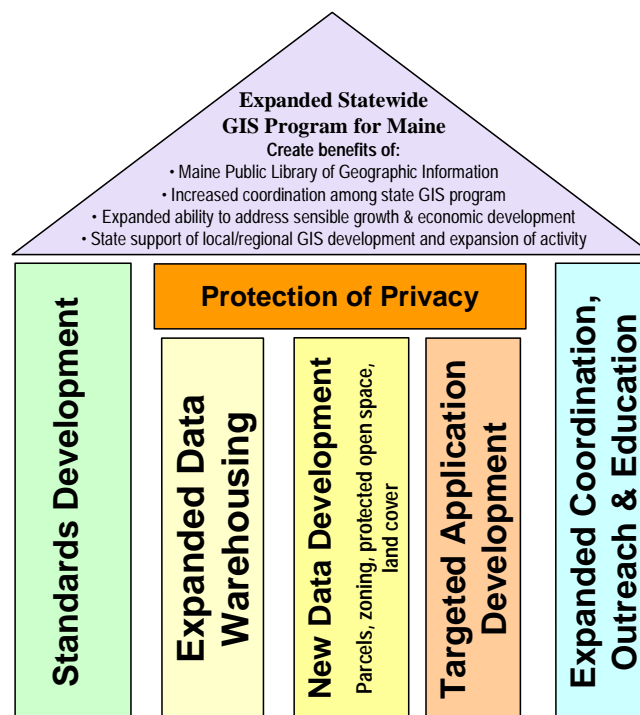 Expanded Statewide
GIS Program for Maine
Create benefits of:
• Maine Public Library of Geographic Information
• Increased coordination among state GIS program
• Expanded ability to address sensible growth & economic development
• State support of local/regional GIS development and expansion of activity
Protection of Privacy
Standards Development
Expanded Data
Warehousing
New Data Development
Parcels, zoning, protected open space,
land cover
Targeted Application
Development
Expanded Coordination,
Outreach & Education